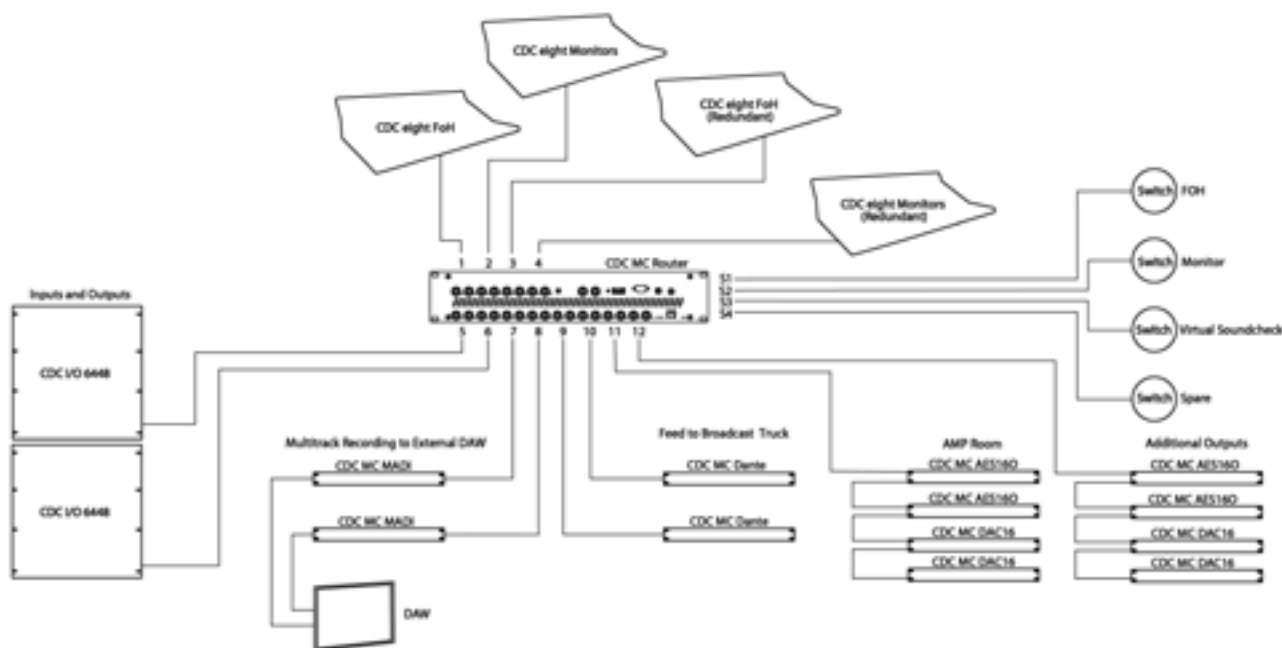 CDC eight Monitors
CDC eight FoH
(Redundant)
CDC eight FoH
CDC eight Monitors
(Redundant)
Switch FOH
1 2 3 4
CDC MC Router
Switch Monitor
S1
S2
S3
S4
Inputs and Outputs
5 6 7 8 9 10 11 12
Switch Virtual Soundcheck
CDC I/O 6448
Switch Spare
Multitrack Recording to External DAW
Feed to Broadcast Truck
AMP Room
Additional Outputs
CDC MC MADI
CDC MC Dante
CDC MC AES16O
CDC MC AES16O
CDC MC AES16O
CDC MC AES16O
CDC I/O 6448
CDC MC MADI
CDC MC Dante
CDC MC DAC16
CDC MC DAC16
CDC MC DAC16
CDC MC DAC16
DAW